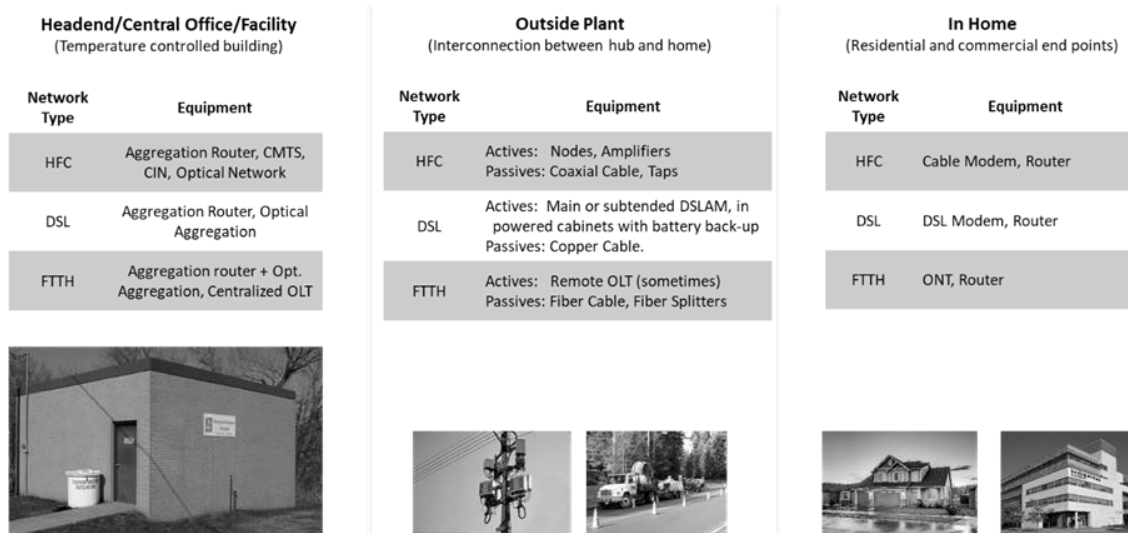 Headend/Central Office/Facility
(Temperature controlled building)
Network
Type
Equipment
HFC
Aggregation Router, CMTS,
CIN, Optical Network
DSL
Aggregation Router, Optical
Aggregation
FTTH
Aggregation router + Opt.
Aggregation, Centralized OLT
Outside Plant
(Interconnection between hub and home)
Network
Type
Equipment
HFC
Actives: Nodes, Amplifiers
Passives: Coaxial Cable, Taps
DSL
Actives: Main or subtended DSLAM, in
powered cabinets with battery back-up
Passives: Copper Cable.
FTTH
Actives: Remote OLT (sometimes)
Passives: Fiber Cable, Fiber Splitters
In Home
(Residential and commercial end points)
Network
Type
Equipment
HFC
Cable Modem, Router
DSL
DSL Modem, Router
FTTH
ONT, Router